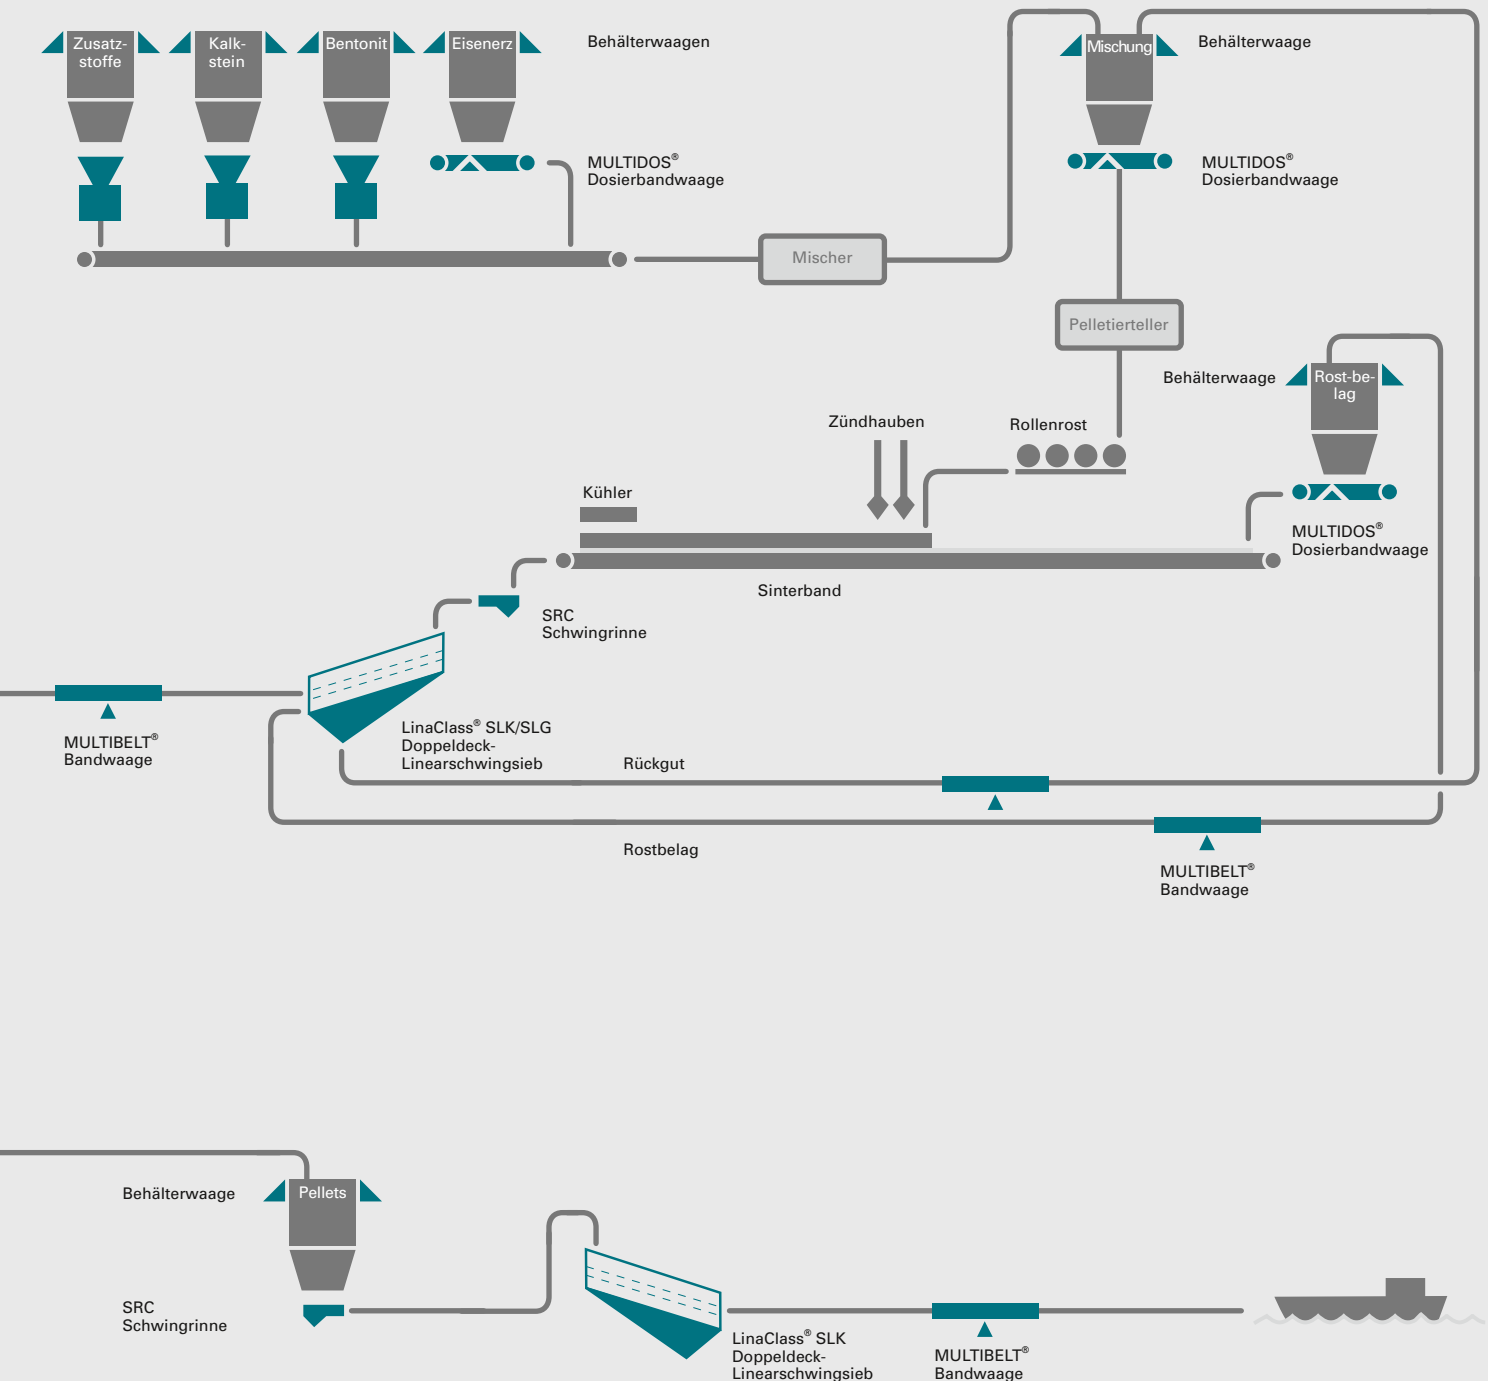 Zusatz-
stoffe
Kalk-
stein
Bentonit
Eisenerz
Behälterwaagen
Mischung
Behälterwaage
MULTIDOS®
Dosierbandwaage
MULTIDOS®
Dosierbandwaage
Mischer
Pelletierteller
Behälterwaage
Rost-be-
lag
Zündhauben
Rollenrost
Kühler
MULTIDOS®
Dosierbandwaage
Sinterband
SRC
Schwingrinne
MULTIBELT®
Bandwaage
LinaClass® SLK/SLG
Doppeldeck-
Linearschwingsieb
Rückgut
Rostbelag
MULTIBELT®
Bandwaage
Behälterwaage
Pellets
SRC
Schwingrinne
LinaClass® SLK
Doppeldeck-
Linearschwingsieb
MULTIBELT®
Bandwaage